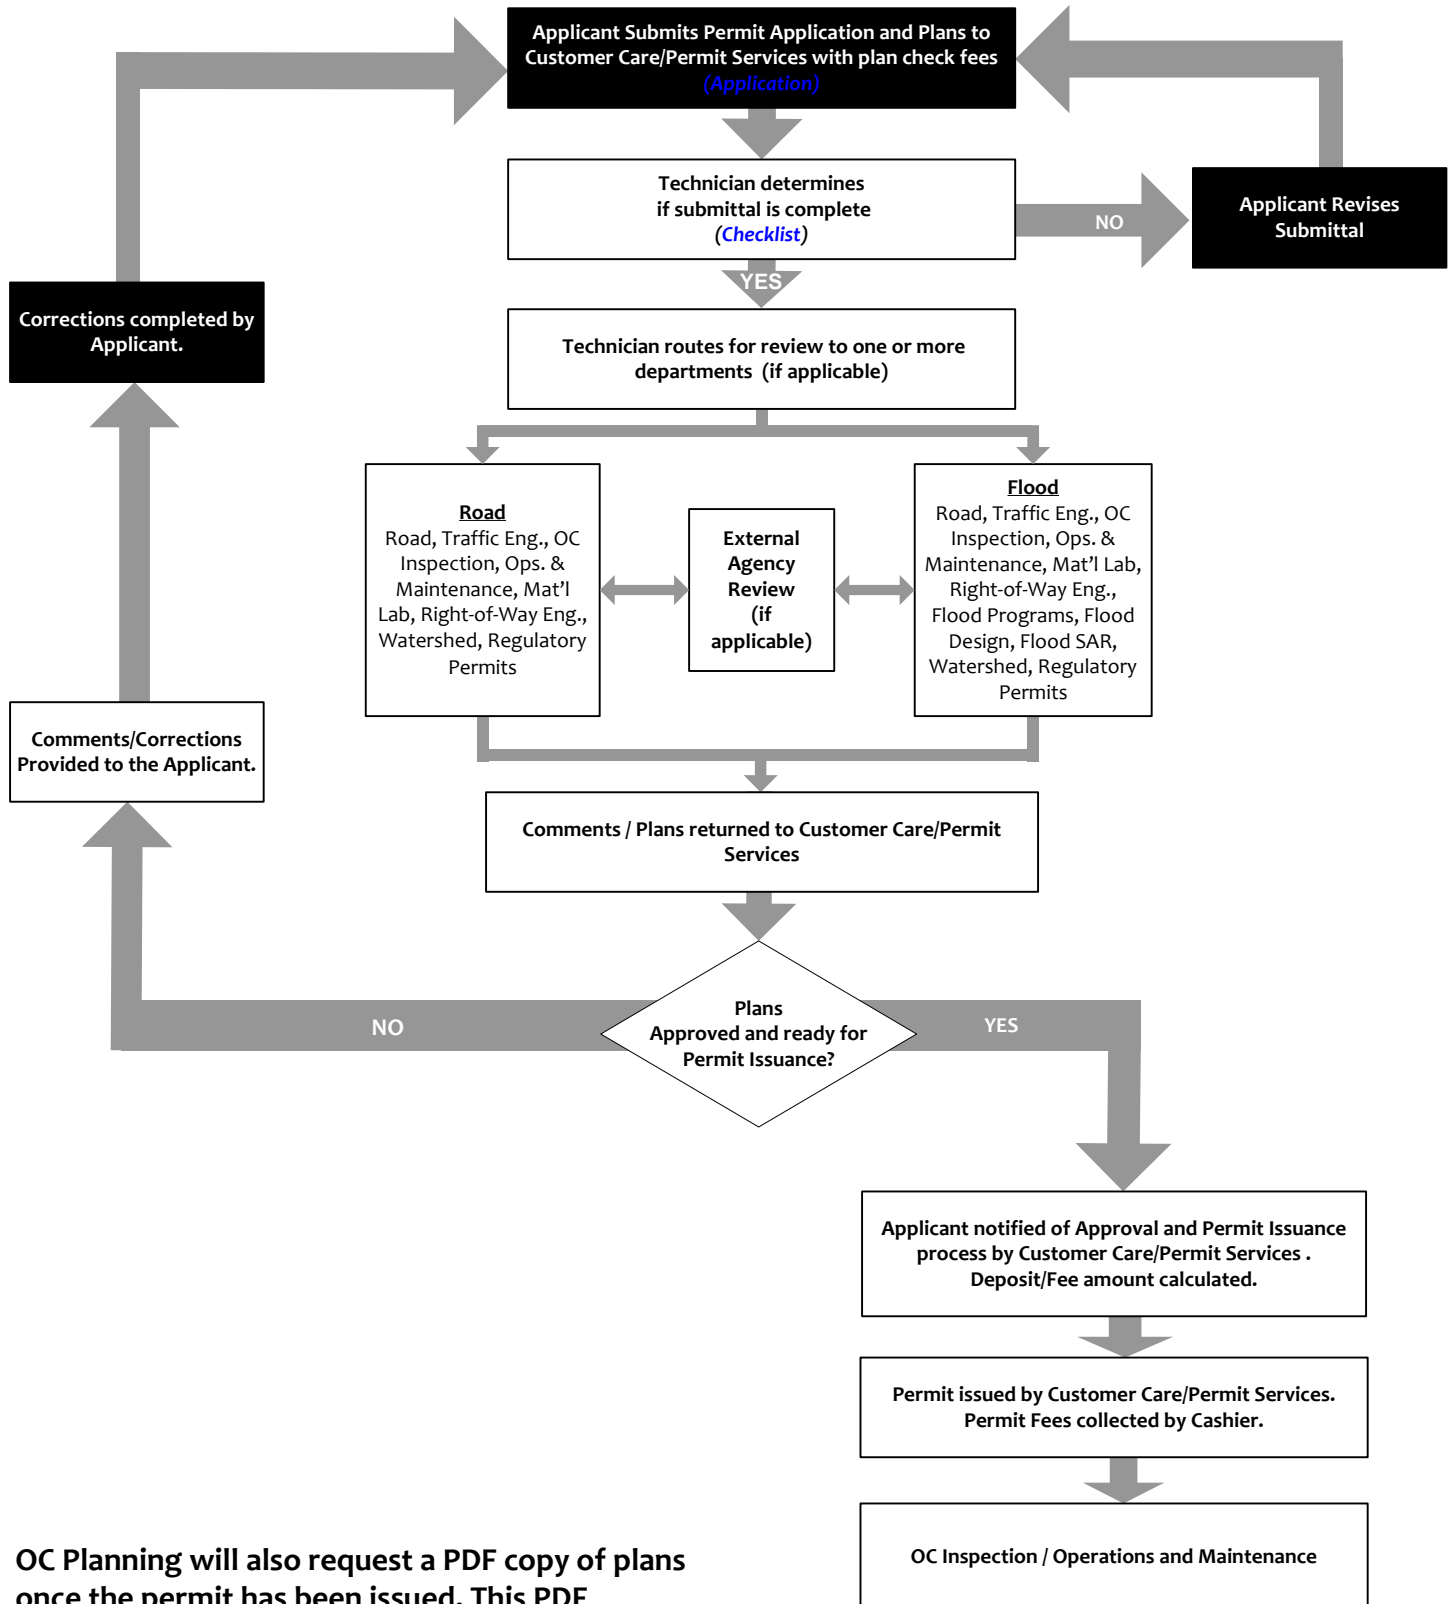 Applicant Submits Permit Application and Plans to
Customer Care/Permit Services with plan check fees
(Application)
Technician determines
if submittal is complete
(Checklist)
NO
Applicant Revises
Submittal
YES
Corrections completed by
Applicant.
Technician routes for review to one or more
departments (if applicable)
Road
Road, Traffic Eng., OC
Inspection, Ops. &
Maintenance, Mat’l
Lab, Right-of-Way Eng.,
Watershed, Regulatory
Permits
External
Agency
Review
(if
applicable)
Flood
Road, Traffic Eng., OC
Inspection, Ops. &
Maintenance, Mat’l Lab,
Right-of-Way Eng.,
Flood Programs, Flood
Design, Flood SAR,
Watershed, Regulatory
Permits
Comments/Corrections
Provided to the Applicant.
Comments / Plans returned to Customer Care/Permit
Services
NO
Plans
Approved and ready for
Permit Issuance?
YES
Applicant notified of Approval and Permit Issuance
process by Customer Care/Permit Services .
Deposit/Fee amount calculated.
Permit issued by Customer Care/Permit Services.
Permit Fees collected by Cashier.
OC Inspection / Operations and Maintenance
OC Planning will also request a PDF copy of plans
once the permit has been issued. This PDF